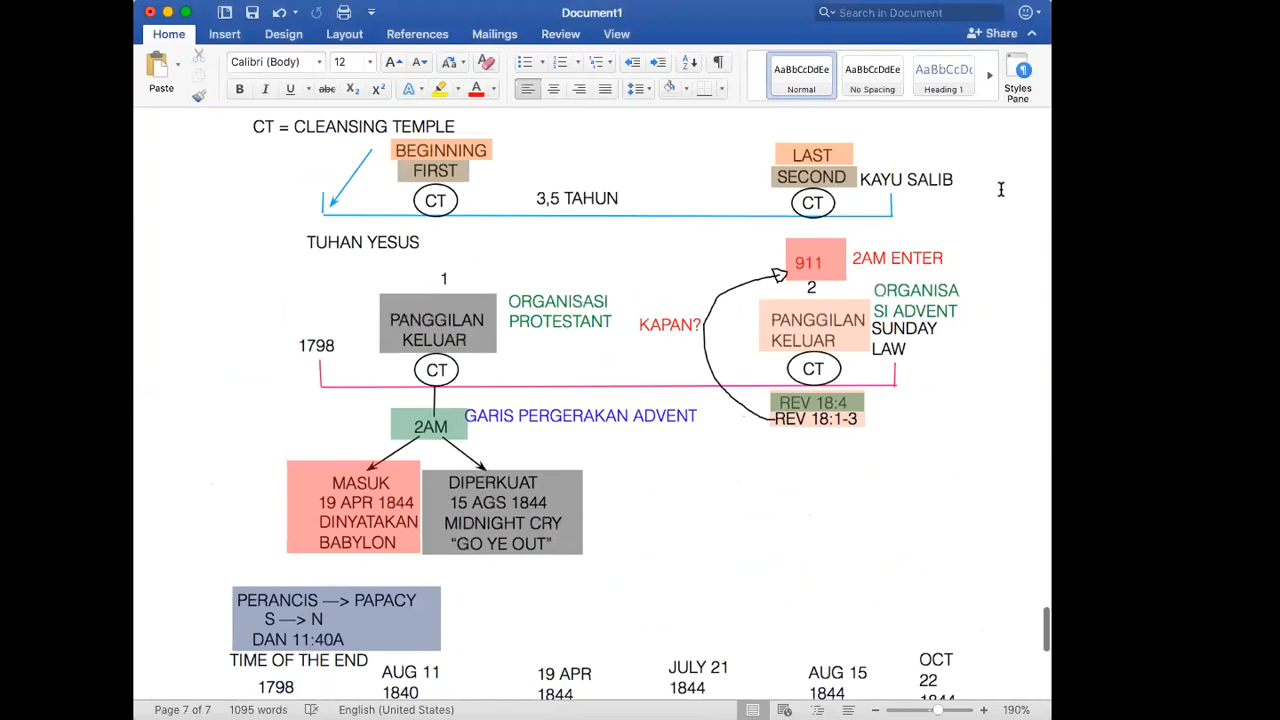 Document1
Search in Document
Home
Insert
Design
Layout
References
Mailings
Review
View
Share
Paste
Calibri (Body)
12
B I U abc X₂ X²
AaBbCcDdEe
Normal
AaBbCcDdEe
No Spacing
AaBbCcDc
Heading 1
Styles
Pane
CT = CLEANSING TEMPLE
BEGINNING
FIRST
CT
3,5 TAHUN
LAST
SECOND
CT
KAYU SALIB
TUHAN YESUS
911
2AM ENTER
1
2
PANGGILAN
KELUAR
ORGANISASI
PROTESTANT
KAPAN?
PANGGILAN
KELUAR
ORGANISA
SI ADVENT
SUNDAY
LAW
1798
CT
CT
2AM
GARIS PERGERAKAN ADVENT
REV 18:4
REV 18:1-3
MASUK
19 APR 1844
DINYATAKAN
BABYLON
DIPERKUAT
15 AGS 1844
MIDNIGHT CRY
“GO YE OUT”
PERANCIS —> PAPACY
S —> N
DAN 11:40A
TIME OF THE END
1798
AUG 11
1840
19 APR
1844
JULY 21
1844
AUG 15
1844
OCT
22
1844
Page 7 of 7
1095 words
English (United States)
190%